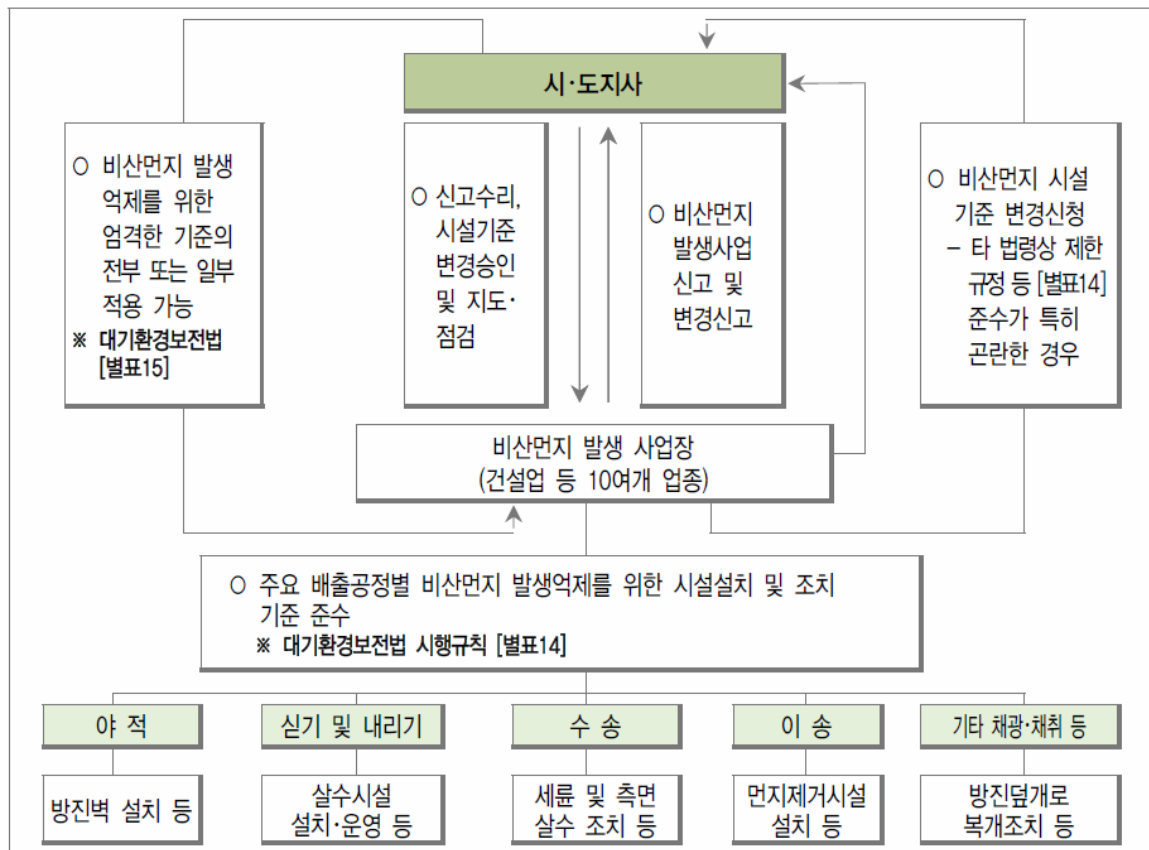 시·도지사
○ 비산먼지 발생
억제를 위한
엄격한 기준의
전부 또는 일부
적용 가능
※ 대기환경보전법
[별표15]
○ 신고수리,
시설기준
변경승인
및 지도·
점검
○ 비산먼지
발생사업
신고 및
변경신고
○ 비산먼지 시설
기준 변경신청
- 타 법령상 제한
규정 등 [별표14]
준수가 특히
곤란한 경우
비산먼지 발생 사업장
(건설업 등 10여개 업종)
○ 주요 배출공정별 비산먼지 발생억제를 위한 시설설치 및 조치
기준 준수
※ 대기환경보전법 시행규칙 [별표14]
야 적
싣기 및 내리기
수 송
이 송
기타 채광·채취 등
방진벽 설치 등
살수시설
설치·운영 등
세륜 및 측면
살수 조치 등
먼지제거시설
설치 등
방진덮개로
복개조치 등